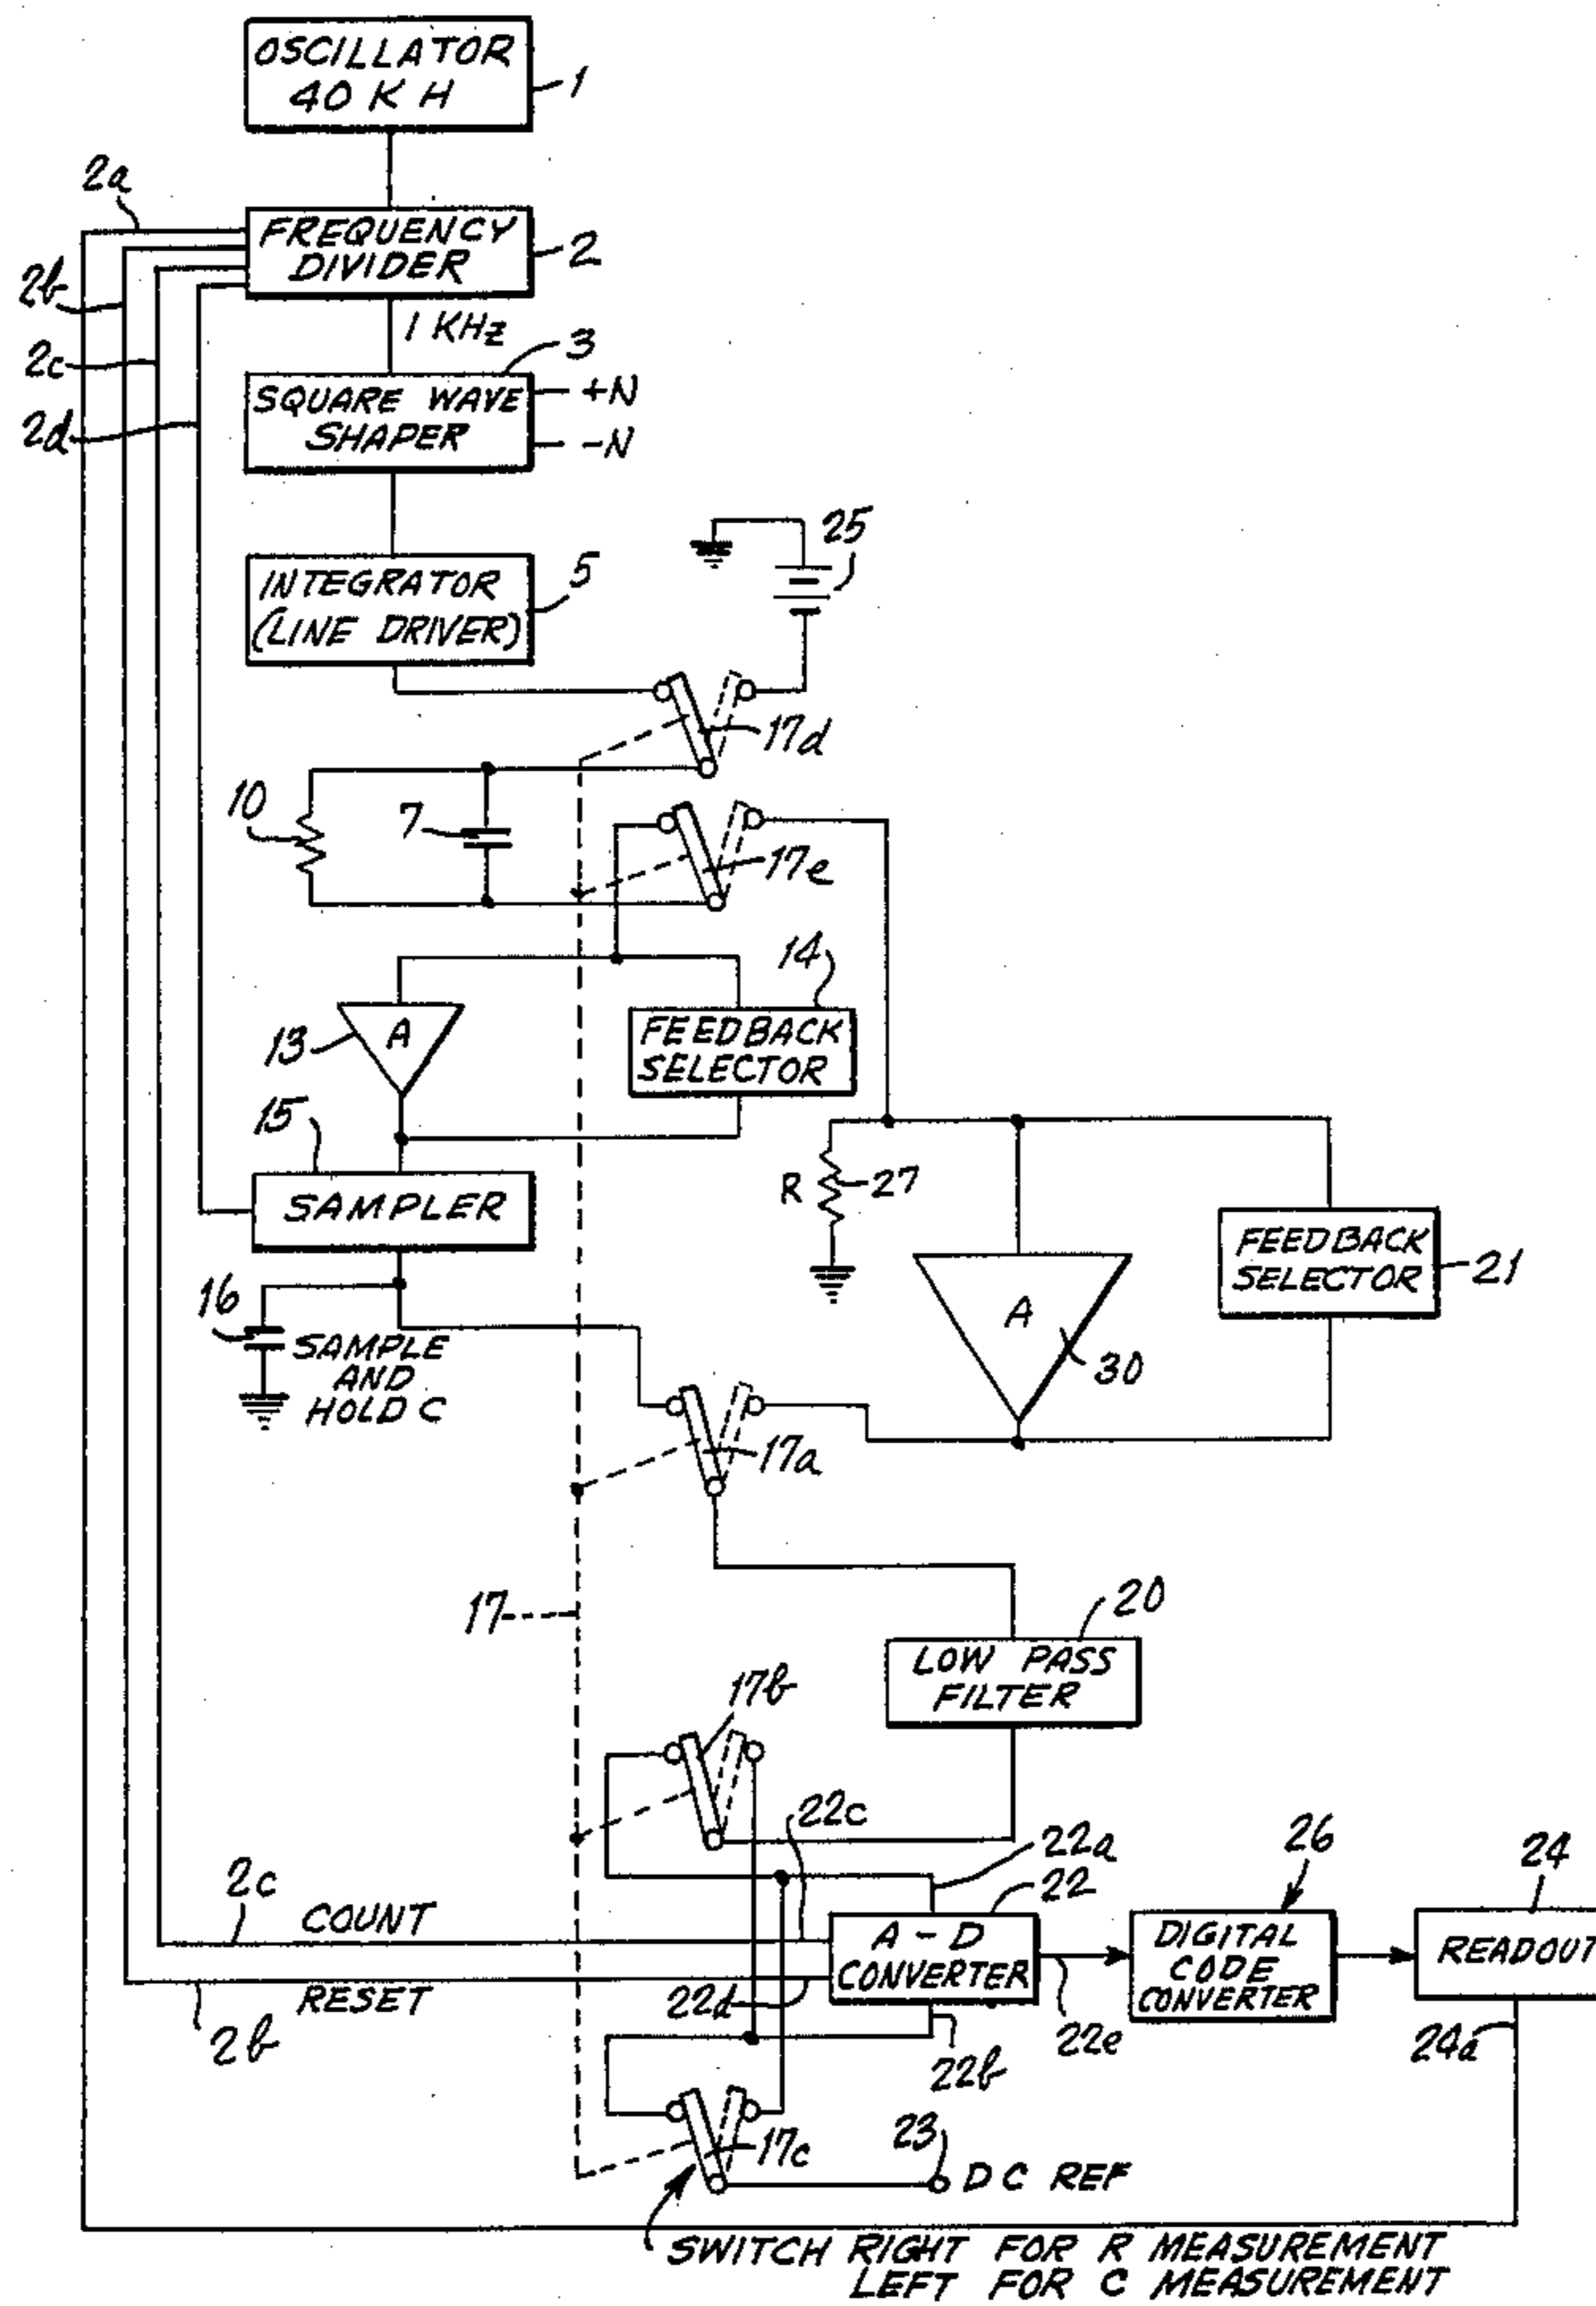 OSCILLATOR
40 K H
1
2a
FREQUENCY
DIVIDER
2
2b
1 KHz
3
2c
SQUARE WAVE
SHAPER
+N
-N
2d
25
INTEGRATOR
(LINE DRIVER)
5
17d
10
7
17e
14
13
A
FEEDBACK
SELECTOR
15
SAMPLER
R
27
FEEDBACK
SELECTOR
21
16
SAMPLE
AND
HOLD C
A
30
17a
17
20
LOW PASS
FILTER
17b
22c
22a
22
26
24
2c
COUNT
A-D
CONVERTER
DIGITAL
CODE
CONVERTER
READOUT
RESET
2b
22d
22e
22b
24a
17c
23
DC REF
SWITCH RIGHT FOR R MEASUREMENT
LEFT FOR C MEASUREMENT